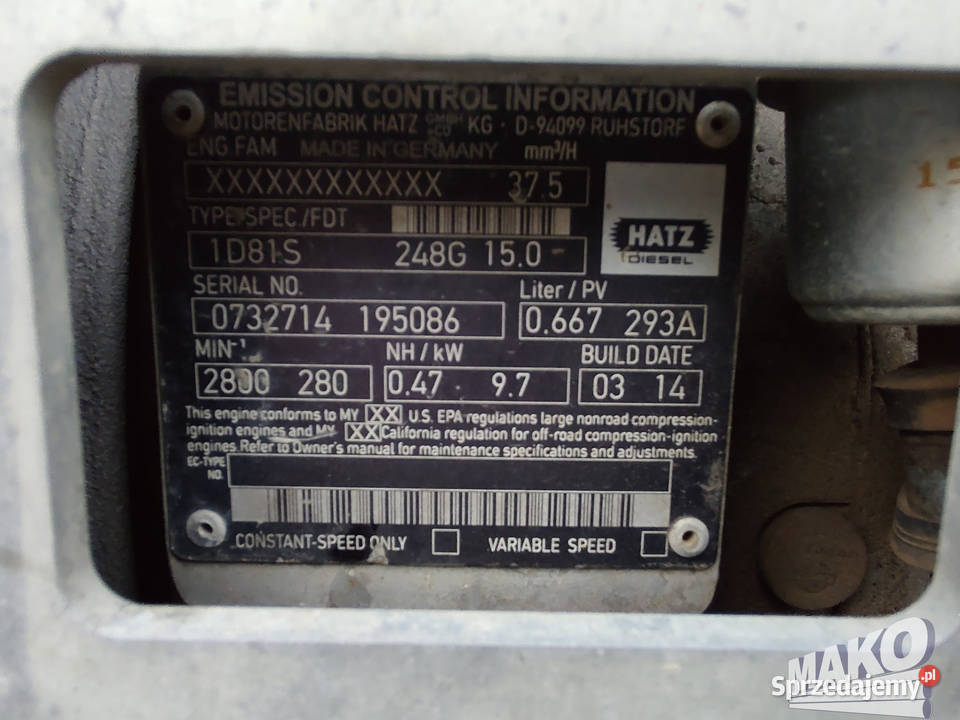 EMISSION CONTROL INFORMATION
MOTORENFABRIK HATZ GMBH +CO KG · D-94099 RUHSTORF
ENG FAM MADE IN GERMANY mm³/H
XXXXXXXXXXXX 37.5
TYPE SPEC./FDT
HATZ
DIESEL
1D81S 248G 15.0
SERIAL NO. Liter / PV
0732714 195086 0.667 293A
MIN-¹ NH / kW BUILD DATE
2800 280 0.47 9.7 03 14
This engine conforms to MY XX U.S. EPA regulations large nonroad compression-
ignition engines and MY XX California regulation for off-road compression-ignition
engines. Refer to Owner's manual for maintenance specifications and adjustments.
EC-TYPE
NO.
CONSTANT-SPEED ONLY VARIABLE SPEED
15
MAKO
Sprzedajemy.pl